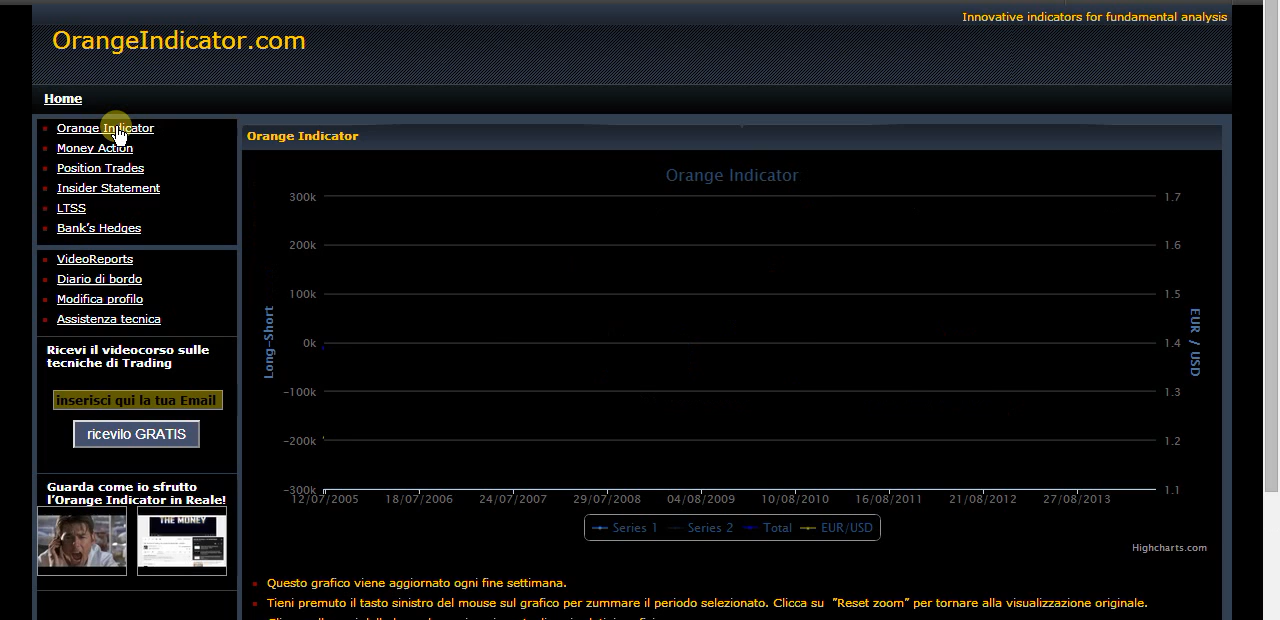 Innovative indicators for fundamental analysis
OrangeIndicator.com
Home
Orange Indicator
Money Action
Position Trades
Insider Statement
LTSS
Bank's Hedges
VideoReports
Diario di bordo
Modifica profilo
Assistenza tecnica
Ricevi il videocorso sulle
tecniche di Trading
inserisci qui la tua Email
ricevilo GRATIS
Guarda come io sfrutto
l'Orange Indicator in Reale!
THE MONEY
Orange Indicator
Orange Indicator
300k
200k
100k
0k
-100k
-200k
-300k
Long-Short
1.7
1.6
1.5
1.4
1.3
1.2
1.1
EUR / USD
12/07/2005 18/07/2006 24/07/2007 29/07/2008 04/08/2009 10/08/2010 16/08/2011 21/08/2012 27/08/2013
Series 1 Series 2 Total EUR/USD
Highcharts.com
Questo grafico viene aggiornato ogni fine settimana.
Tieni premuto il tasto sinistro del mouse sul grafico per zummare il periodo selezionato. Clicca su "Reset zoom" per tornare alla visualizzazione originale.